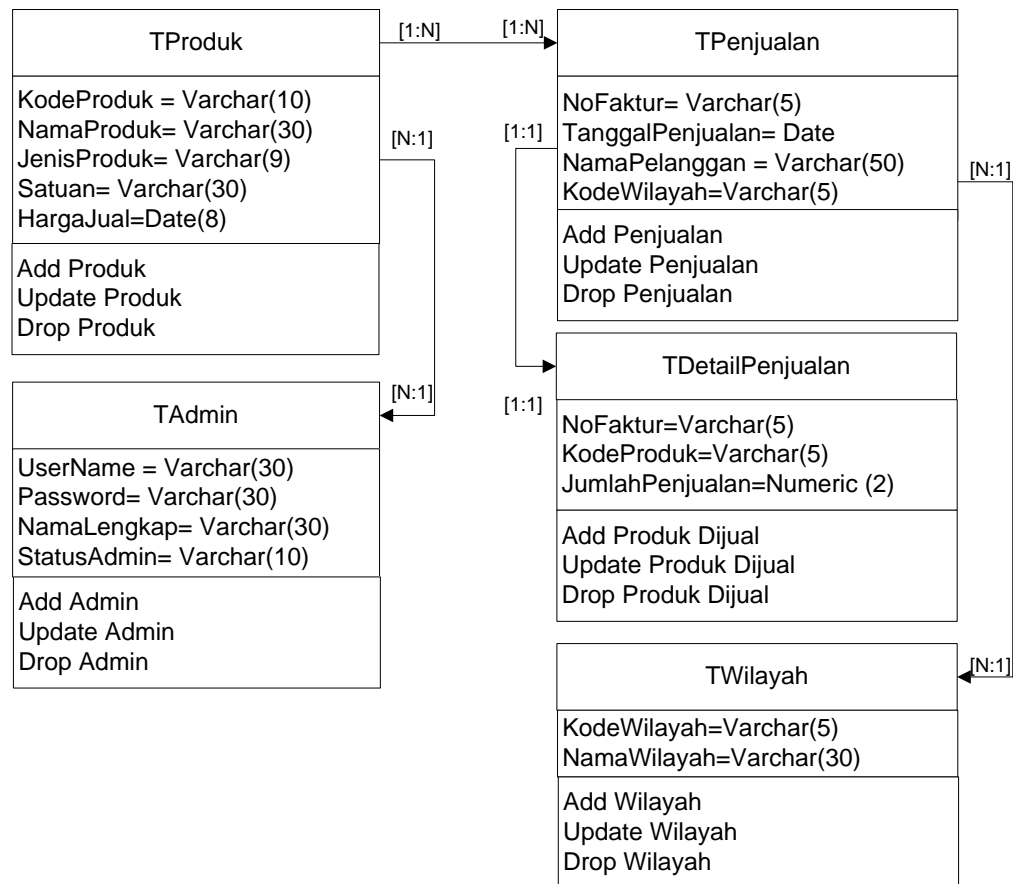 TProduk
KodeProduk = Varchar(10)
NamaProduk= Varchar(30)
JenisProduk= Varchar(9)
Satuan= Varchar(30)
HargaJual=Date(8)
Add Produk
Update Produk
Drop Produk
[1:N]
[1:N]
[N:1]
[N:1]
TAdmin
UserName = Varchar(30)
Password= Varchar(30)
NamaLengkap= Varchar(30)
StatusAdmin= Varchar(10)
Add Admin
Update Admin
Drop Admin
TPenjualan
NoFaktur= Varchar(5)
TanggalPenjualan= Date
NamaPelanggan = Varchar(50)
KodeWilayah=Varchar(5)
Add Penjualan
Update Penjualan
Drop Penjualan
[1:1]
[1:1]
[N:1]
[N:1]
TDetailPenjualan
NoFaktur=Varchar(5)
KodeProduk=Varchar(5)
JumlahPenjualan=Numeric (2)
Add Produk Dijual
Update Produk Dijual
Drop Produk Dijual
TWilayah
KodeWilayah=Varchar(5)
NamaWilayah=Varchar(30)
Add Wilayah
Update Wilayah
Drop Wilayah